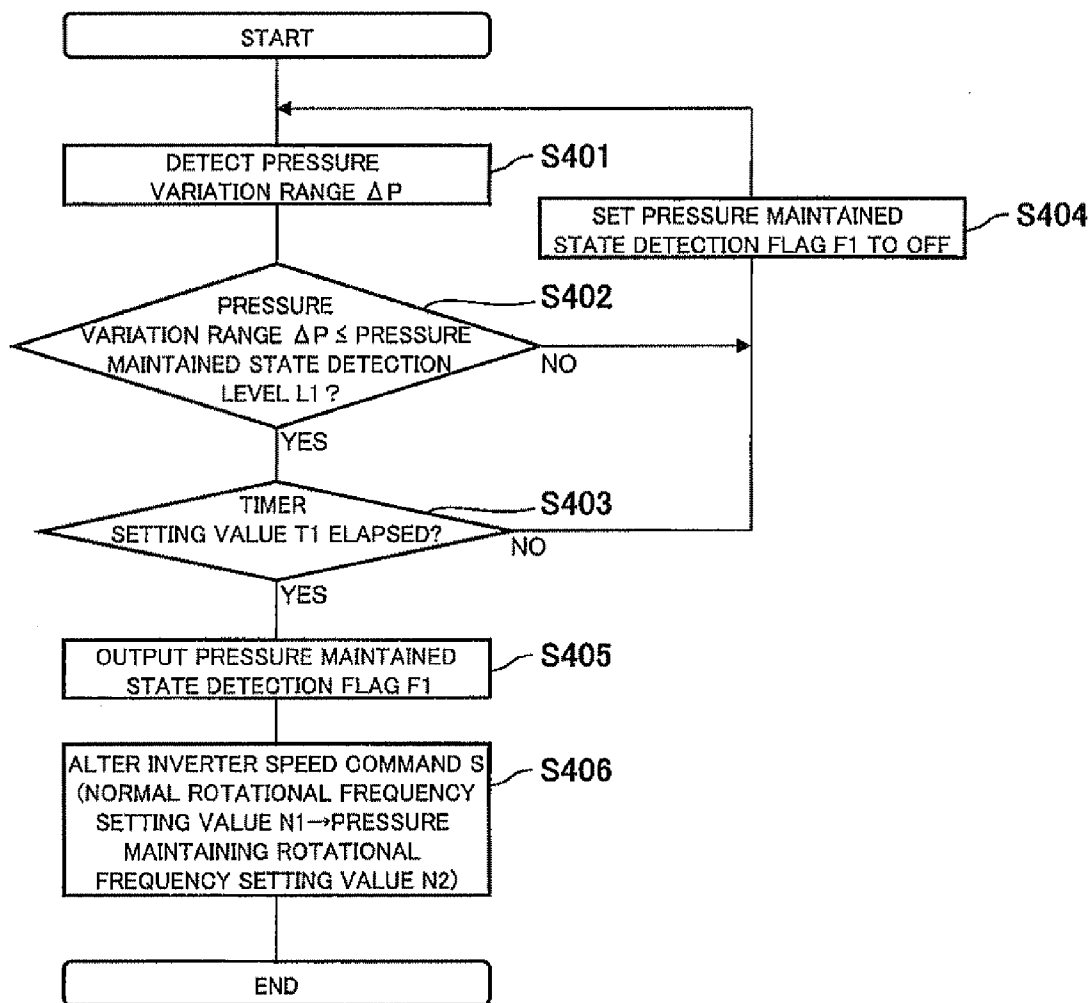 START
DETECT PRESSURE
VARIATION RANGE ΔP
S401
SET PRESSURE MAINTAINED
STATE DETECTION FLAG F1 TO OFF
S404
PRESSURE
VARIATION RANGE ΔP ≤ PRESSURE
MAINTAINED STATE DETECTION
LEVEL L1?
S402
NO
YES
TIMER
SETTING VALUE T1 ELAPSED?
S403
NO
YES
OUTPUT PRESSURE MAINTAINED
STATE DETECTION FLAG F1
S405
ALTER INVERTER SPEED COMMAND S
(NORMAL ROTATIONAL FREQUENCY
SETTING VALUE N1→PRESSURE
MAINTAINING ROTATIONAL
FREQUENCY SETTING VALUE N2)
S406
END